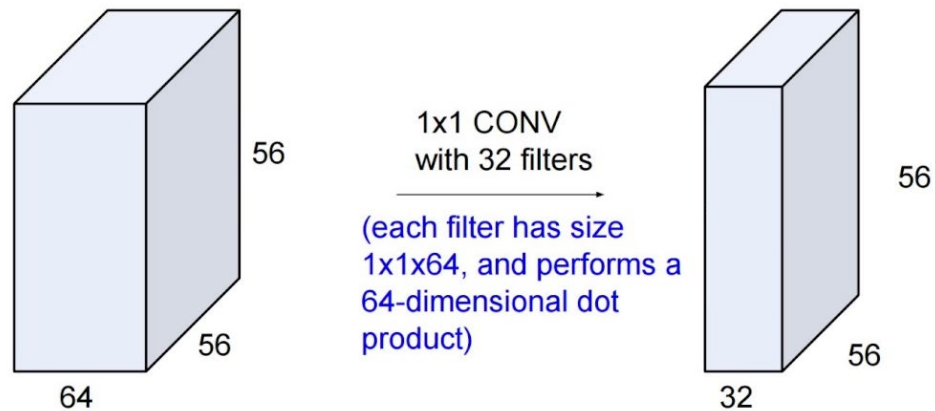 56
56
64
1x1 CONV
with 32 filters
(each filter has size
1x1x64, and performs a
64-dimensional dot
product)
56
56
32